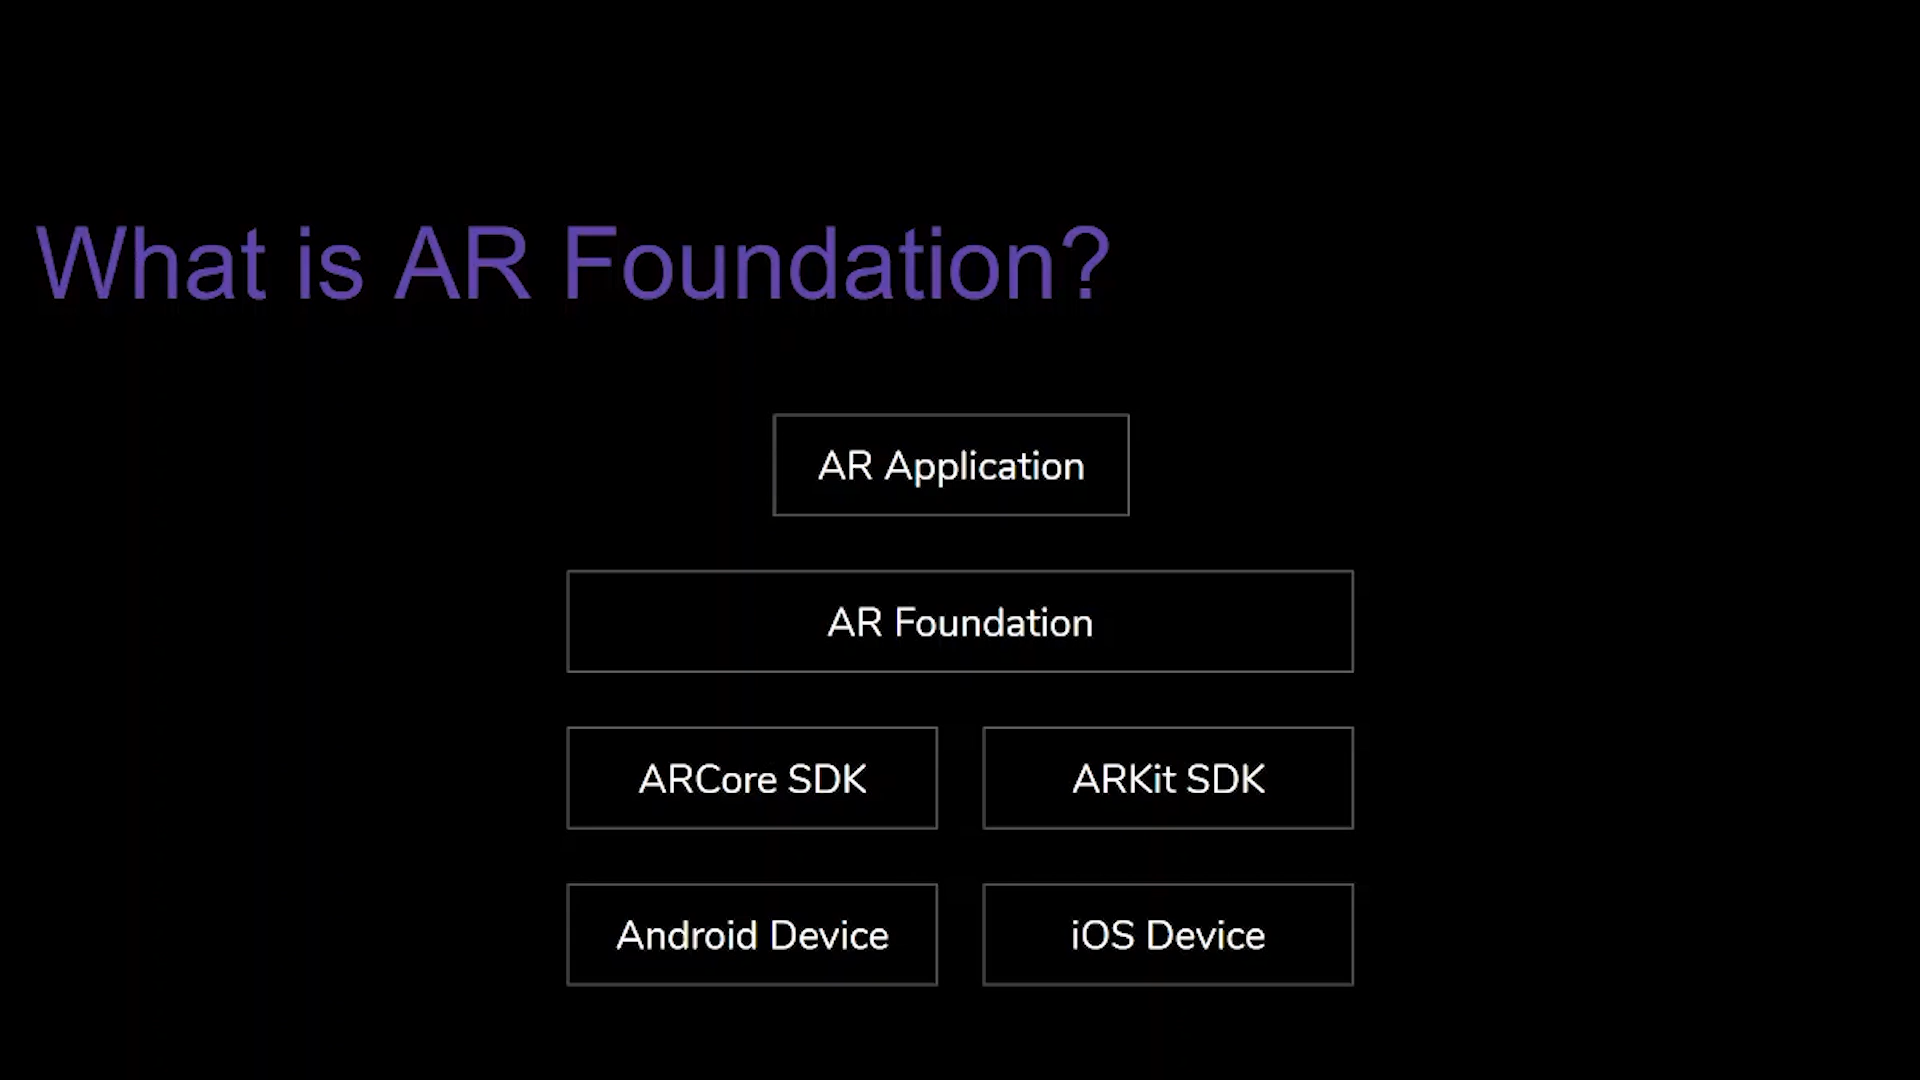 What is AR Foundation?
AR Application
AR Foundation
ARCore SDK
ARKit SDK
Android Device
iOS Device